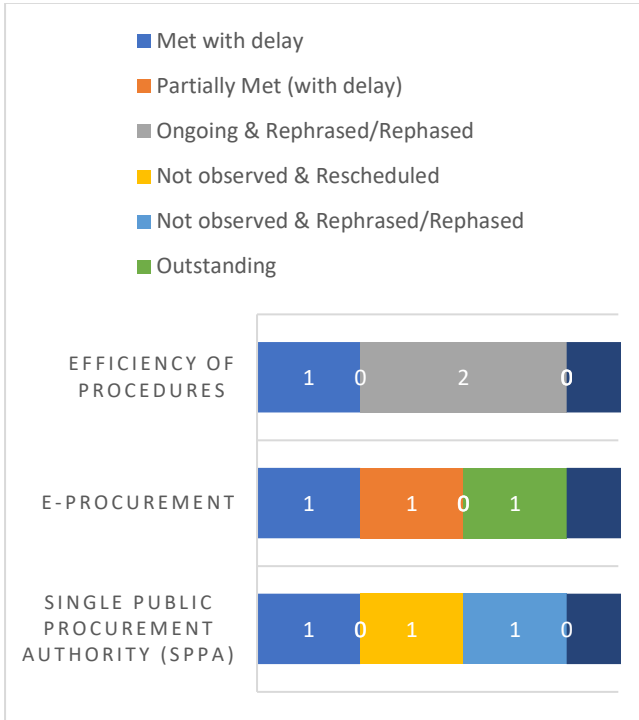 Met with delay
Partially Met (with delay)
Ongoing & Rephrased/Rephased
Not observed & Rescheduled
Not observed & Rephrased/Rephased
Outstanding
EFFICIENCY OF
PROCEDURES
1 0 2 0
E-PROCUREMENT
1 1 0 1
SINGLE PUBLIC
PROCUREMENT
AUTHORITY (SPPA)
1 0 1 1 0